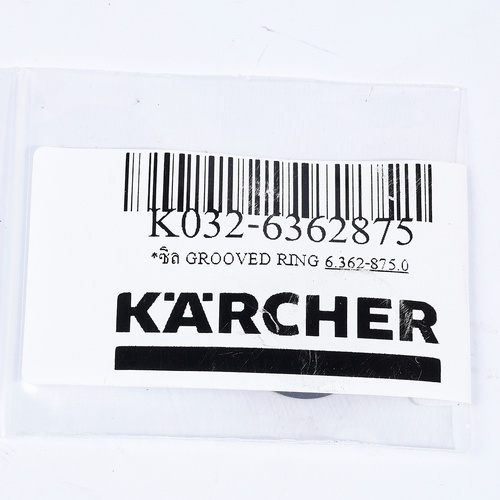 K032-6362875
*ซิล GROOVED RING 6.362-875.0
KÄRCHER